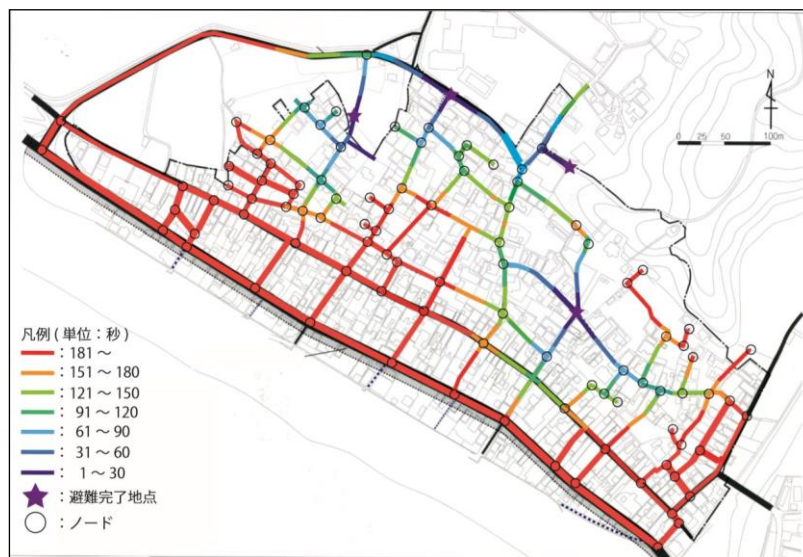 N
0 25 50 100m
凡例 ( 単位：秒 )
：181 ～
：151 ～ 180
：121 ～ 150
：91 ～ 120
：61 ～ 90
：31 ～ 60
：1 ～ 30
：避難完了地点
：ノード